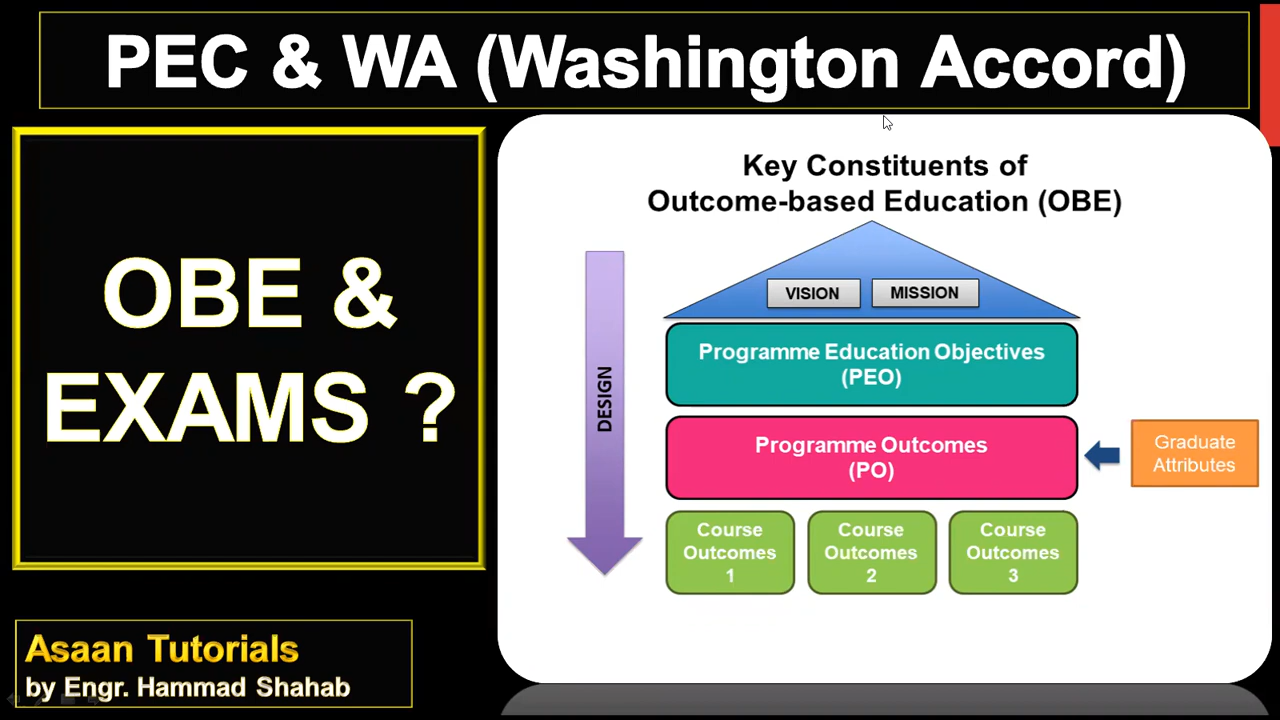 PEC & WA (Washington Accord)
OBE &
EXAMS ?
Asaan Tutorials
by Engr. Hammad Shahab
Key Constituents of
Outcome-based Education (OBE)
VISION
MISSION
DESIGN
Programme Education Objectives
(PEO)
Programme Outcomes
(PO)
Graduate
Attributes
Course
Outcomes
1
Course
Outcomes
2
Course
Outcomes
3